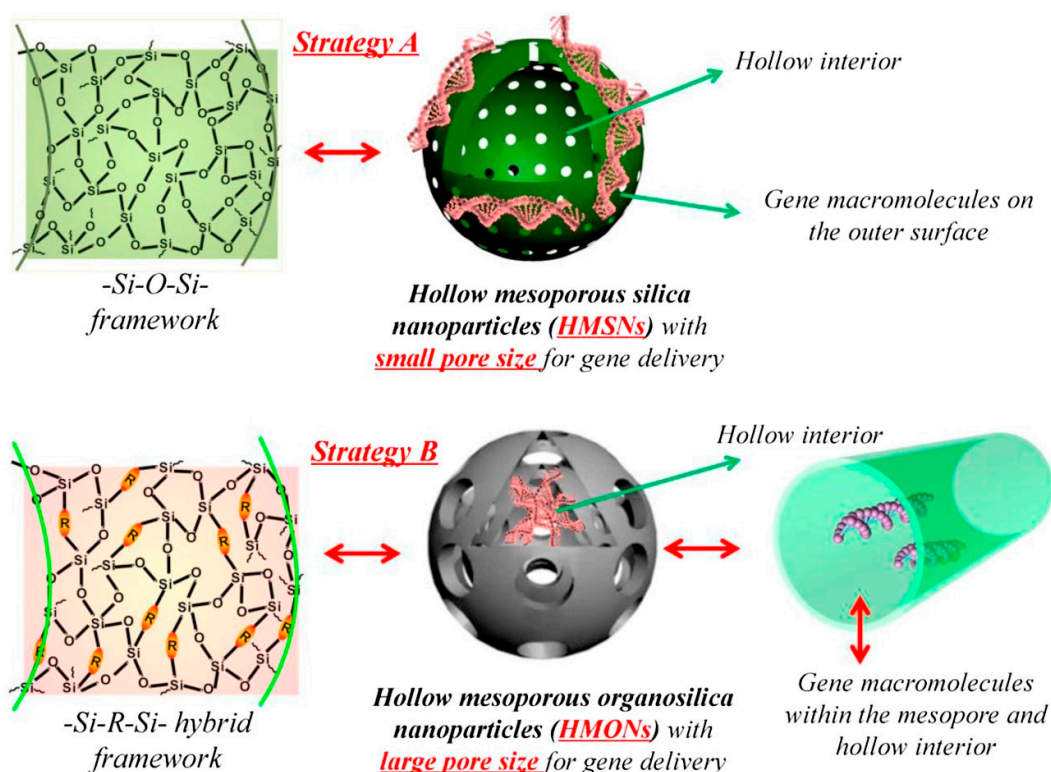 Strategy A
Hollow interior
Gene macromolecules on
the outer surface
-Si-O-Si-
framework
Hollow mesoporous silica
nanoparticles (HMSNs) with
small pore size for gene delivery
Strategy B
Hollow interior
-Si-R-Si- hybrid
framework
Hollow mesoporous organosilica
nanoparticles (HMONs) with
large pore size for gene delivery
Gene macromolecules
within the mesopore and
hollow interior